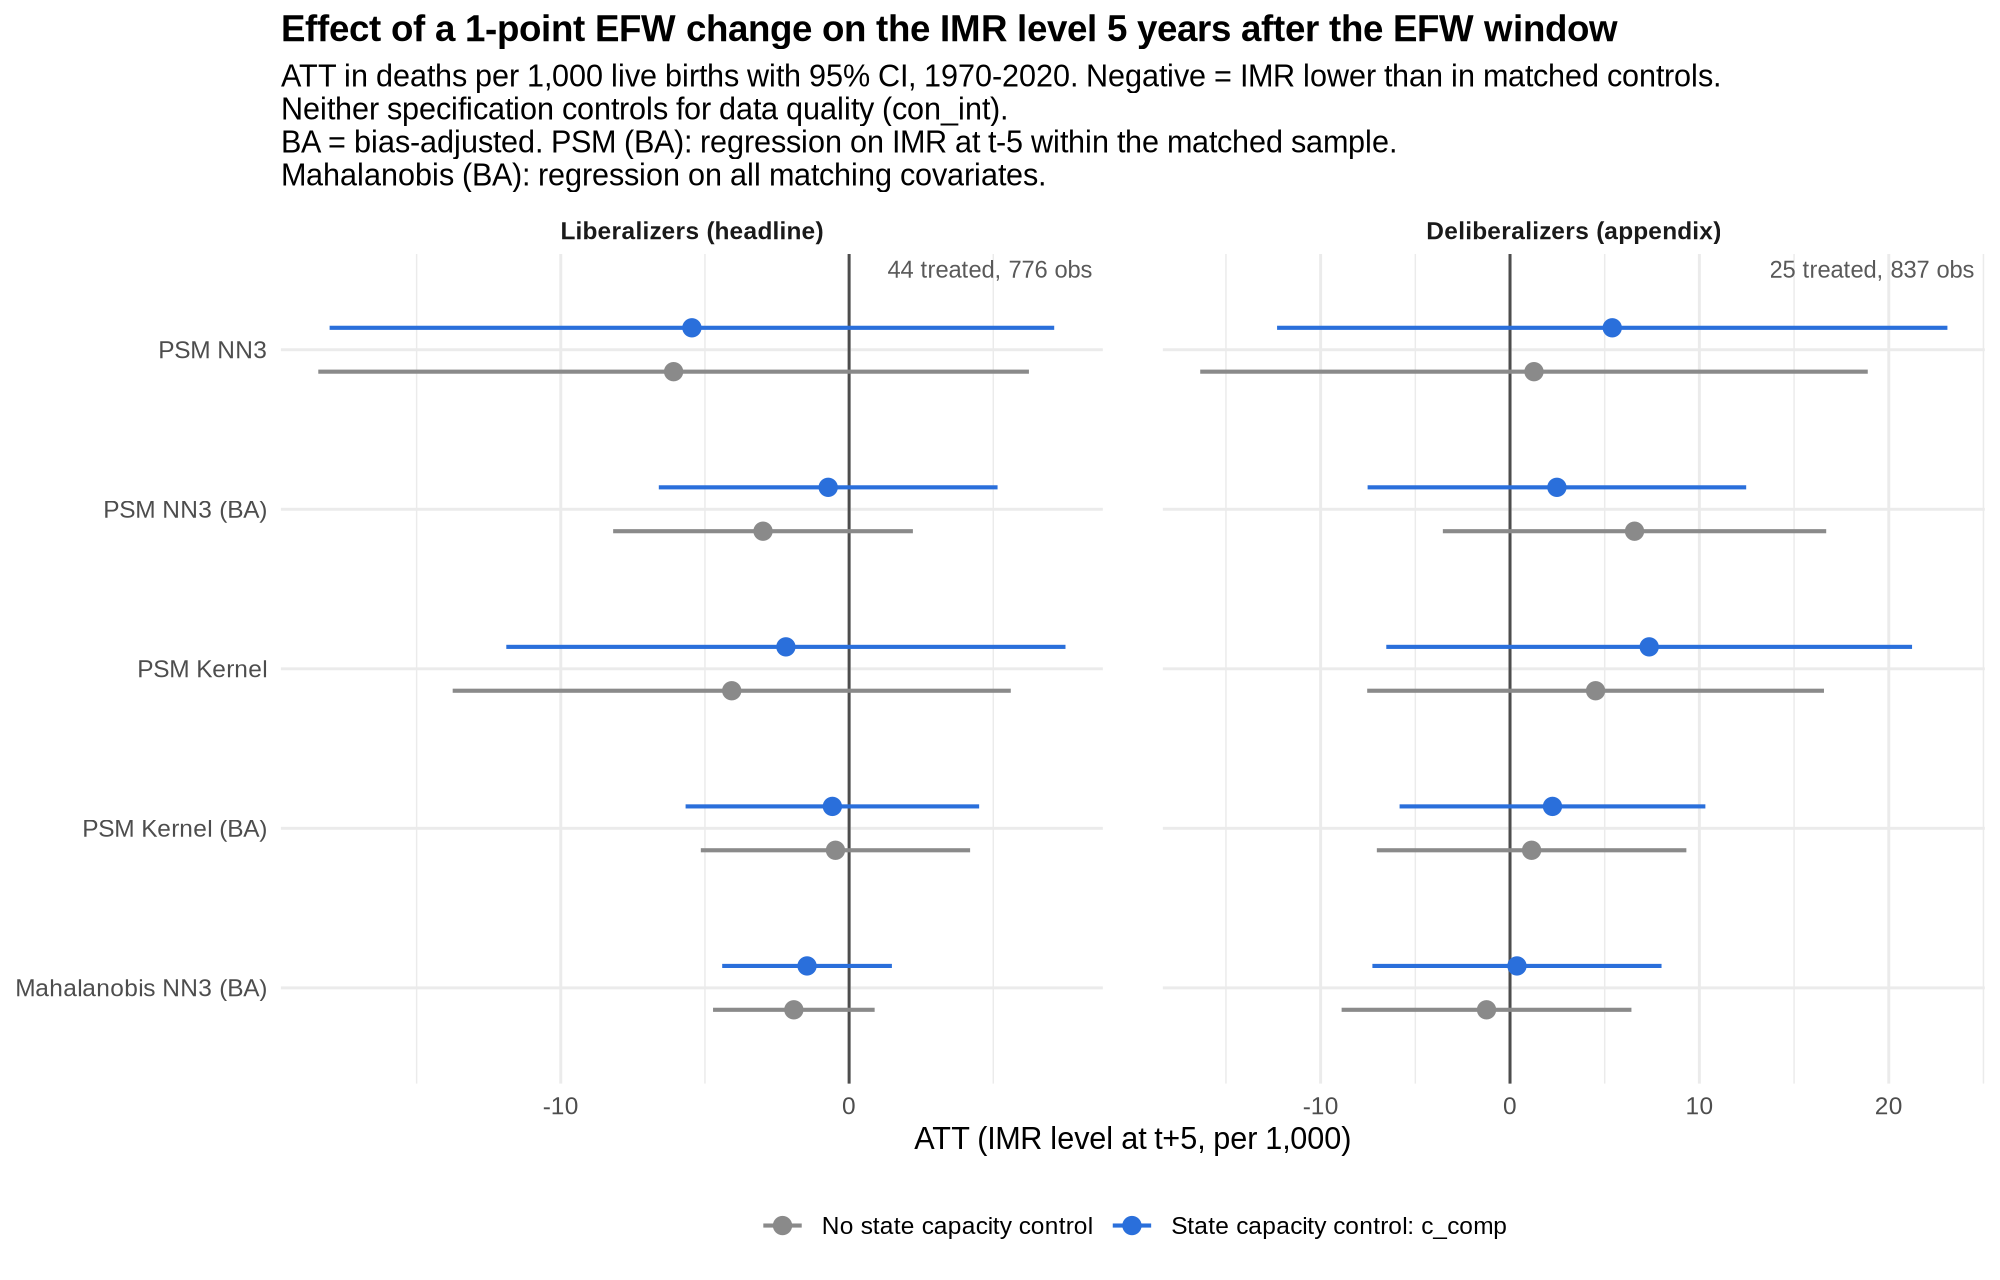 Effect of a 1-point EFW change on the IMR level 5 years after the EFW window
ATT in deaths per 1,000 live births with 95% CI, 1970-2020. Negative = IMR lower than in matched controls.
Neither specification controls for data quality (con_int).
BA = bias-adjusted. PSM (BA): regression on IMR at t-5 within the matched sample.
Mahalanobis (BA): regression on all matching covariates.
Liberalizers (headline)
Deliberalizers (appendix)
44 treated, 776 obs
25 treated, 837 obs
PSM NN3
PSM NN3 (BA)
PSM Kernel
PSM Kernel (BA)
Mahalanobis NN3 (BA)
-10 0
-10 0 10 20
ATT (IMR level at t+5, per 1,000)
No state capacity control
State capacity control: c_comp